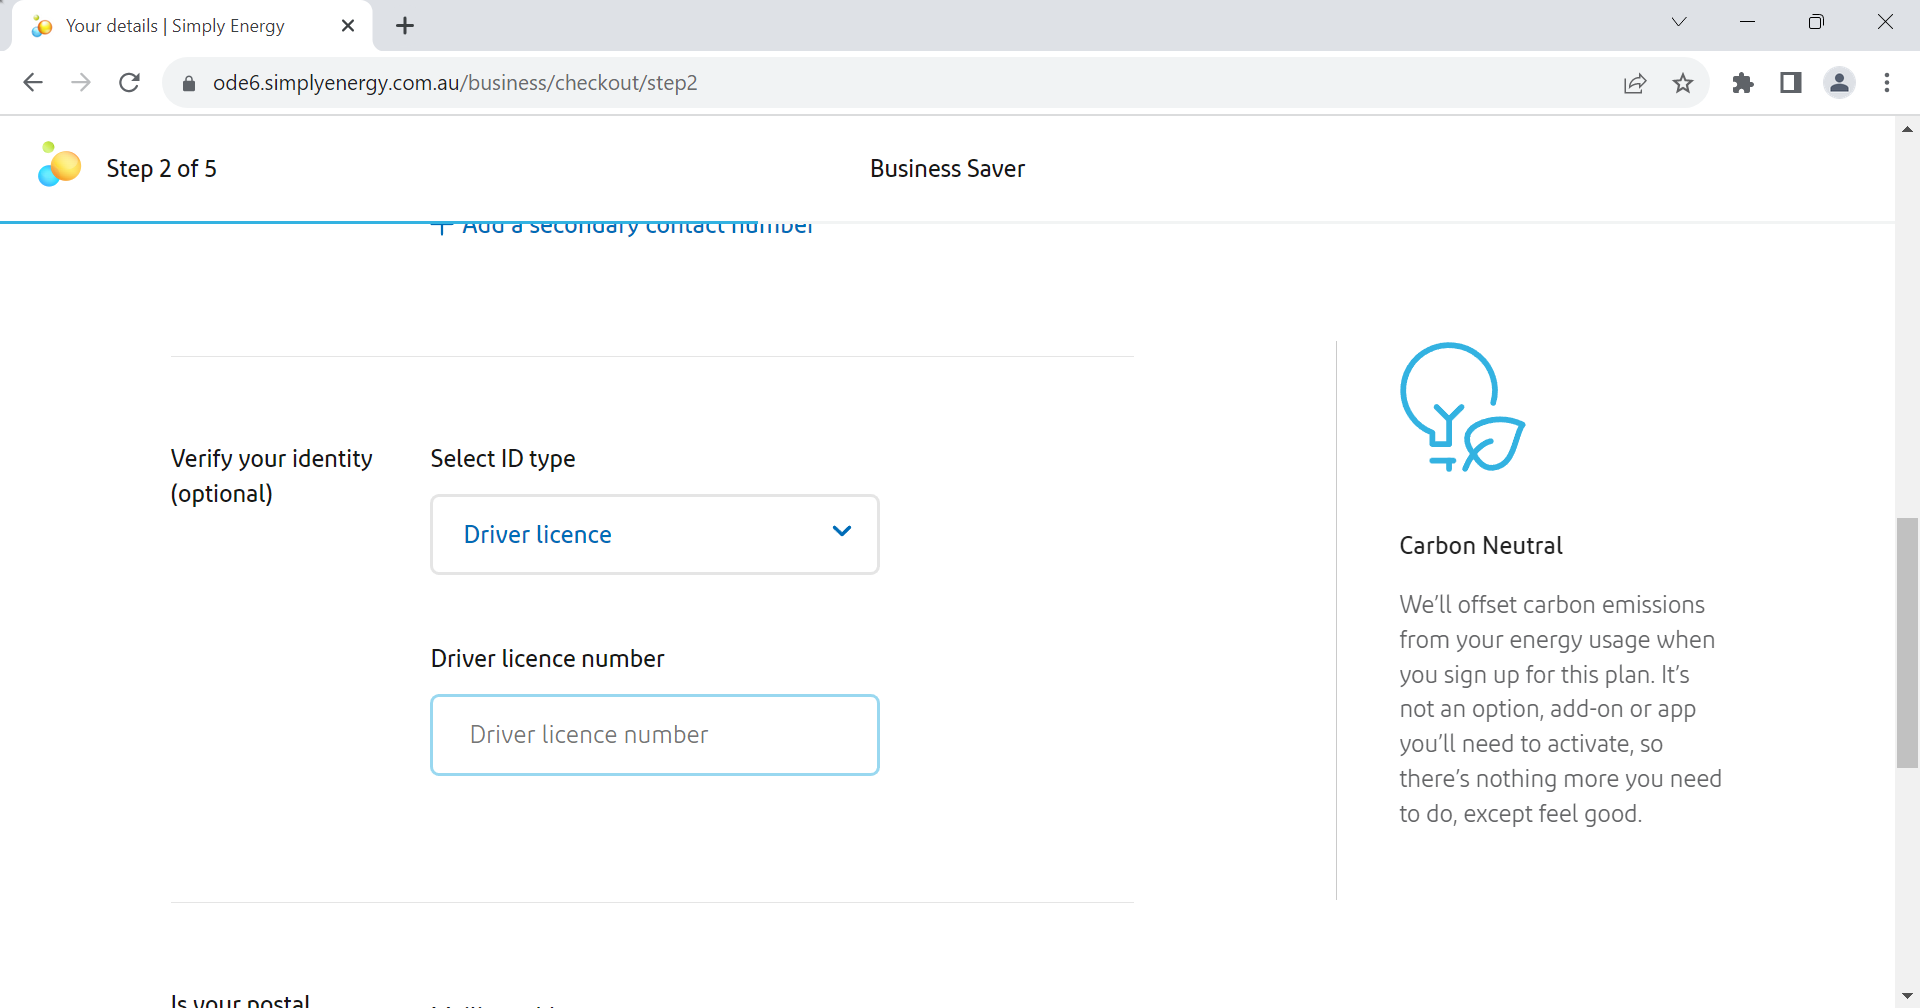 Your details | Simply Energy
ode6.simplyenergy.com.au/business/checkout/step2
Step 2 of 5
Business Saver
Add a secondary contact number
Verify your identity
(optional)
Select ID type
Driver licence
Driver licence number
Driver licence number
Carbon Neutral
We'll offset carbon emissions
from your energy usage when
you sign up for this plan. It's
not an option, add-on or app
you'll need to activate, so
there's nothing more you need
to do, except feel good.
Is your postal